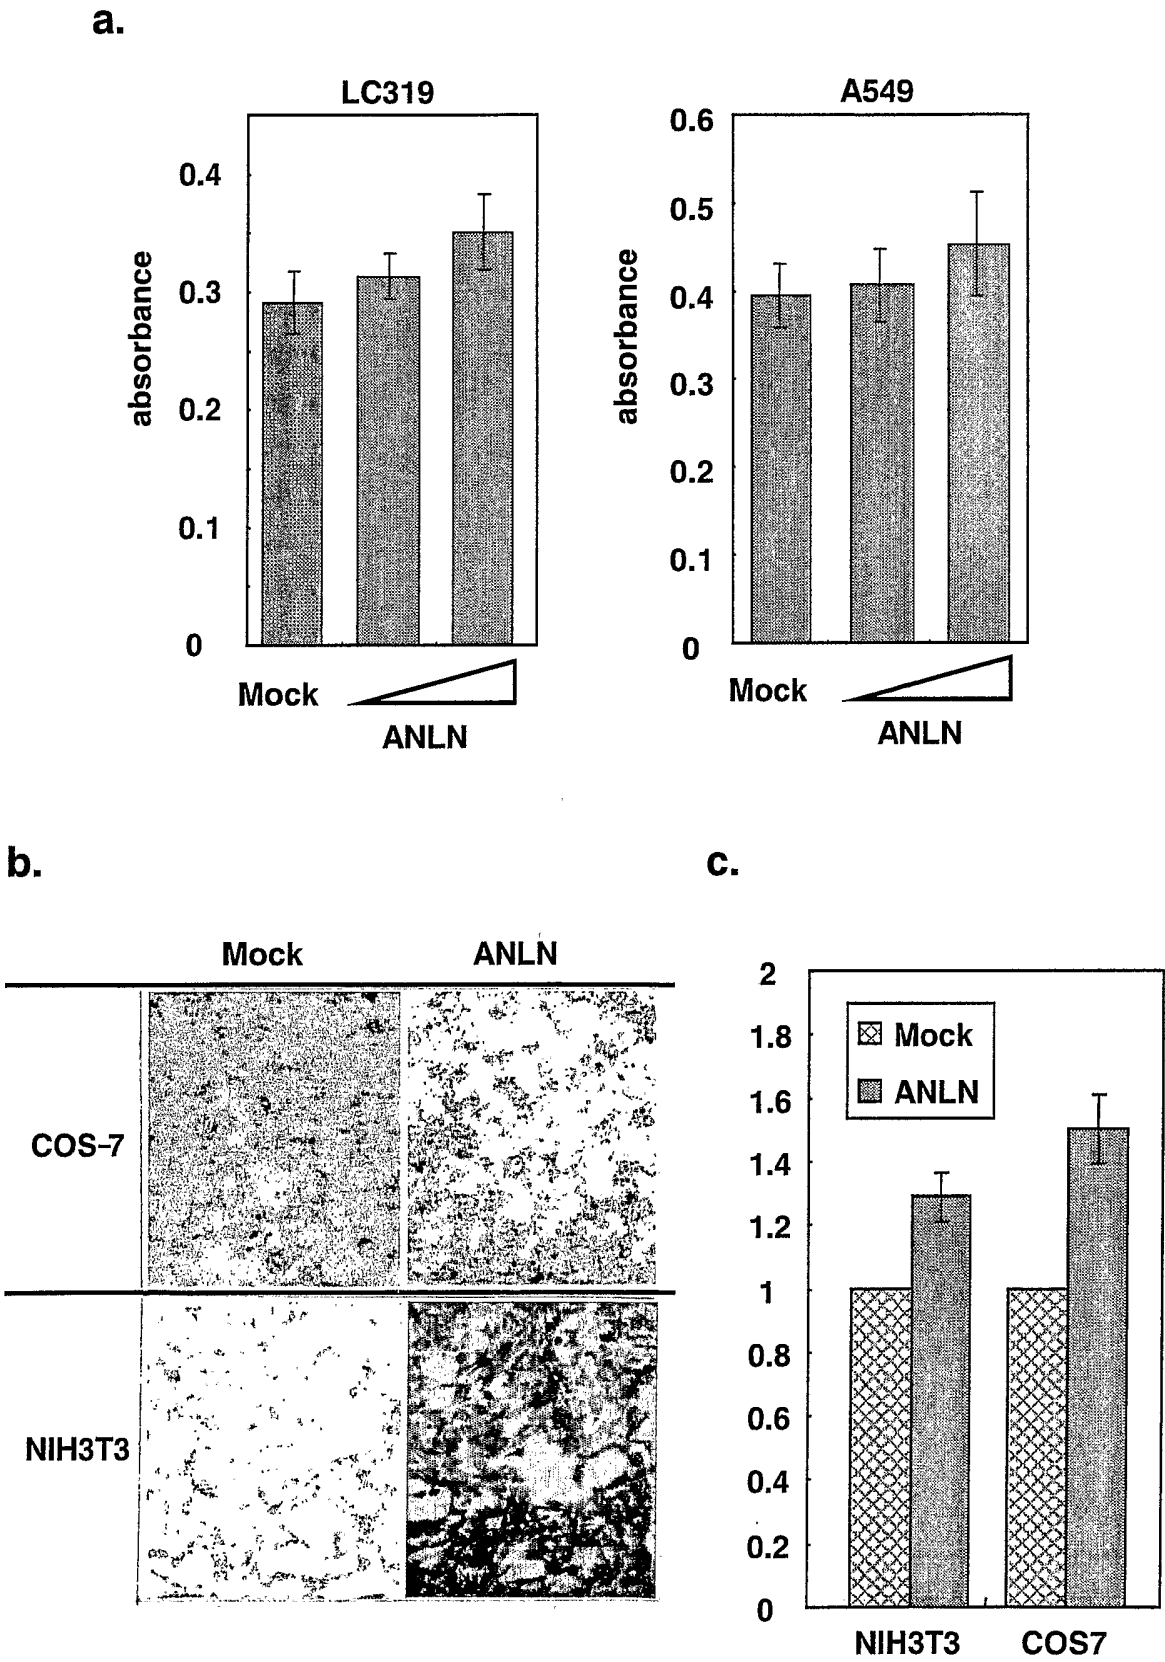 a.
LC319
absorbance
0.4
0.3
0.2
0.1
0
Mock
ANLN
A549
absorbance
0.6
0.5
0.4
0.3
0.2
0.1
0
Mock
ANLN
b.
Mock
ANLN
COS-7
NIH3T3
c.
2
1.8
1.6
1.4
1.2
1
0.8
0.6
0.4
0.2
0
Mock
ANLN
NIH3T3
COS7